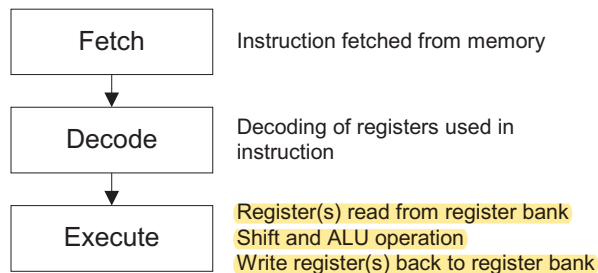 Fetch
Instruction fetched from memory
Decode
Decoding of registers used in
instruction
Execute
Register(s) read from register bank
Shift and ALU operation
Write register(s) back to register bank